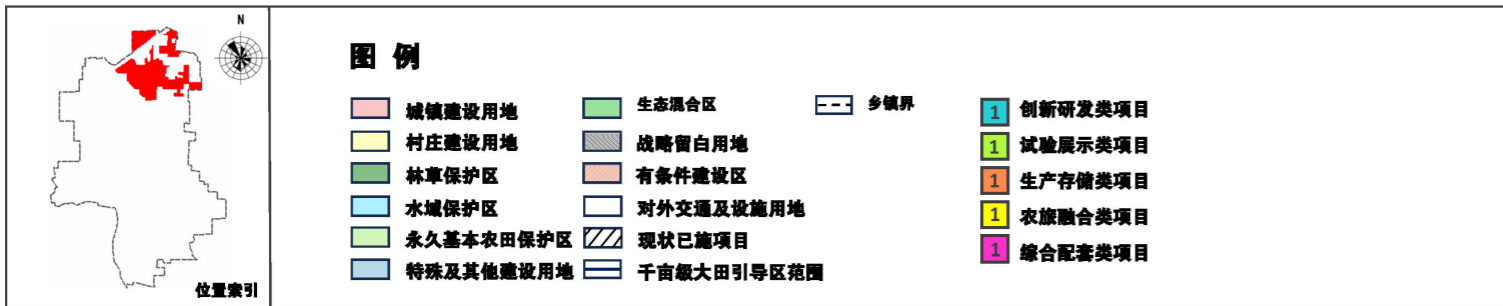 N
位置索引
图 例
城镇建设用地
村庄建设用地
林草保护区
水域保护区
永久基本农田保护区
特殊及其他建设用地
生态混合区
战略留白用地
有条件建设区
对外交通及设施用地
现状已施项目
千亩级大田引导区范围
乡镇界
1 创新研发类项目
1 试验展示类项目
1 生产存储类项目
1 农旅融合类项目
1 综合配套类项目